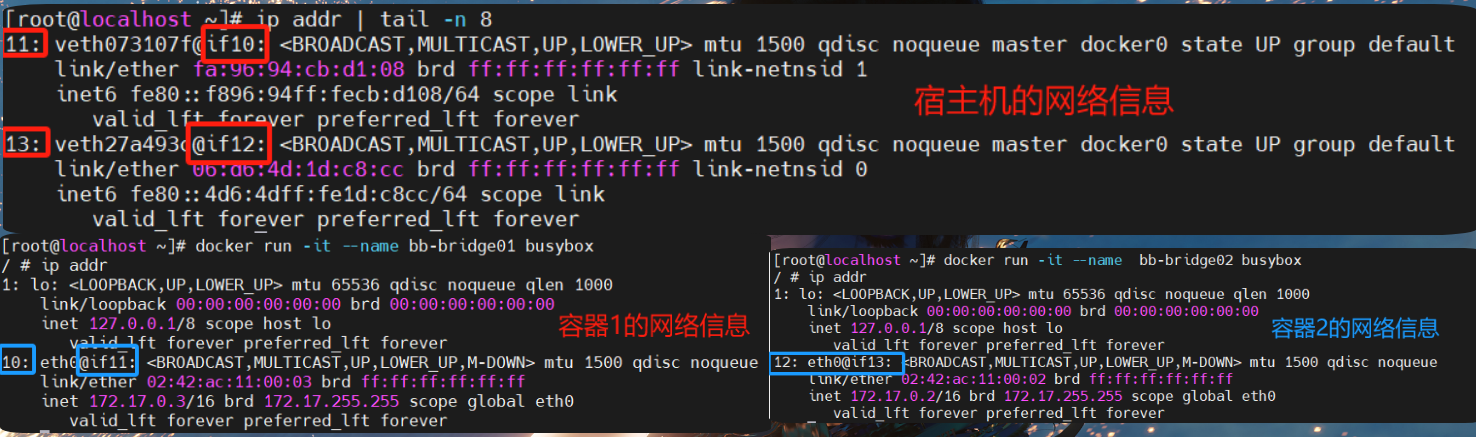 [root@localhost ~]# ip addr | tail -n 8
11: veth073107f@if10: <BROADCAST,MULTICAST,UP,LOWER_UP> mtu 1500 qdisc noqueue master docker0 state UP group default
link/ether fa:96:94:cb:d1:08 brd ff:ff:ff:ff:ff:ff link-netnsid 1
inet6 fe80::f896:94ff:fecb:d108/64 scope link
valid_lft forever preferred_lft forever
宿主机的网络信息
13: veth27a493c@if12: <BROADCAST,MULTICAST,UP,LOWER_UP> mtu 1500 qdisc noqueue master docker0 state UP group default
link/ether 06:d6:4d:1d:c8:cc brd ff:ff:ff:ff:ff:ff link-netnsid 0
inet6 fe80::4d6:4dff:fe1d:c8cc/64 scope link
valid_lft forever preferred_lft forever
[root@localhost ~]# docker run -it --name bb-bridge01 busybox
/ # ip addr
1: lo: <LOOPBACK,UP,LOWER_UP> mtu 65536 qdisc noqueue qlen 1000
link/loopback 00:00:00:00:00:00 brd 00:00:00:00:00:00
inet 127.0.0.1/8 scope host lo
valid_lft forever preferred_lft forever
容器1的网络信息
10: eth0@if11: <BROADCAST,MULTICAST,UP,LOWER_UP,M-DOWN> mtu 1500 qdisc noqueue
link/ether 02:42:ac:11:00:03 brd ff:ff:ff:ff:ff:ff
inet 172.17.0.3/16 brd 172.17.255.255 scope global eth0
valid_lft forever preferred_lft forever
[root@localhost ~]# docker run -it --name  bb-bridge02 busybox
/ # ip addr
1: lo: <LOOPBACK,UP,LOWER_UP> mtu 65536 qdisc noqueue qlen 1000
link/loopback 00:00:00:00:00:00 brd 00:00:00:00:00:00
inet 127.0.0.1/8 scope host lo
valid_lft forever preferred_lft forever
容器2的网络信息
12: eth0@if13: <BROADCAST,MULTICAST,UP,LOWER_UP,M-DOWN> mtu 1500 qdisc noqueue
link/ether 02:42:ac:11:00:02 brd ff:ff:ff:ff:ff:ff
inet 172.17.0.2/16 brd 172.17.255.255 scope global eth0
valid_lft forever preferred_lft forever